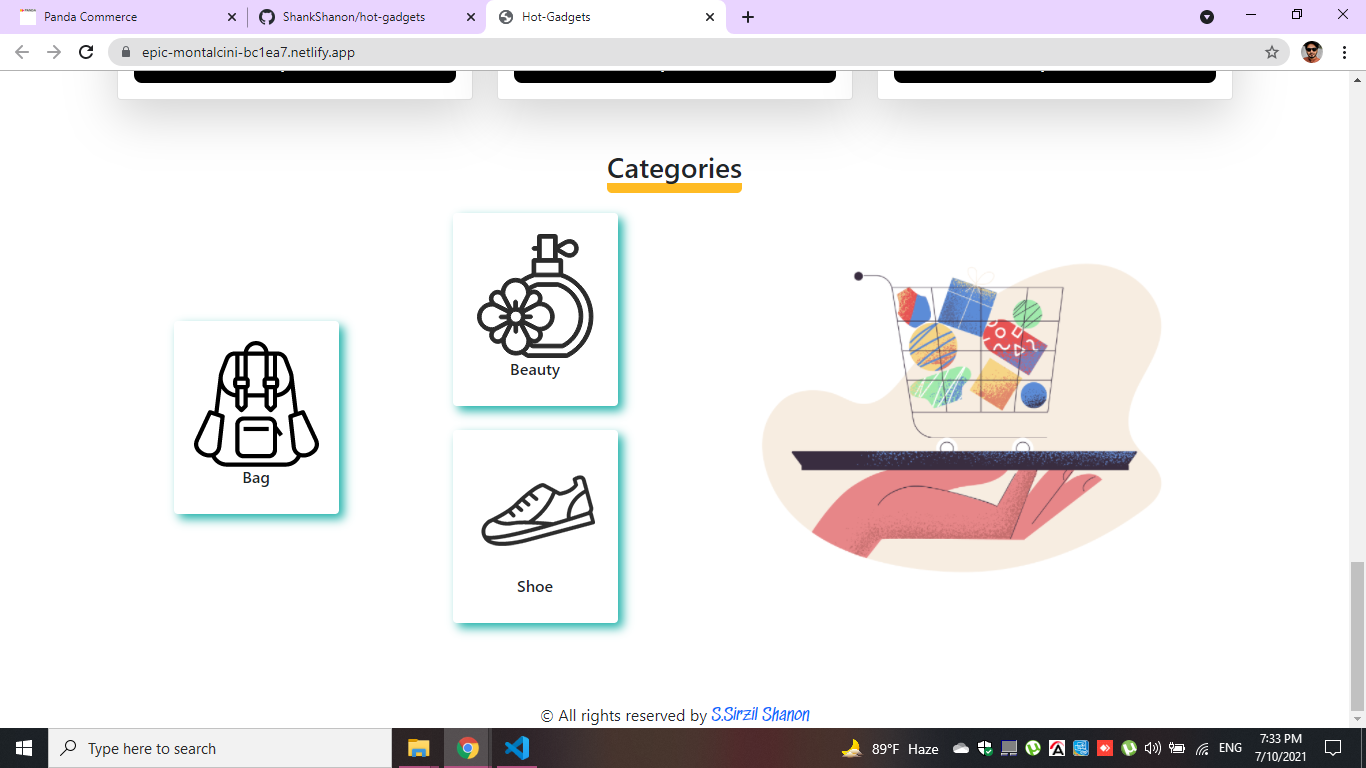 Panda Commerce
ShankShanon/hot-gadgets
Hot-Gadgets
epic-montalcini-bc1ea7.netlify.app
Categories
Beauty
Bag
Shoe
© All rights reserved by S.Sirzil Shanon
Type here to search
89°F Haze
ENG
7:33 PM
7/10/2021